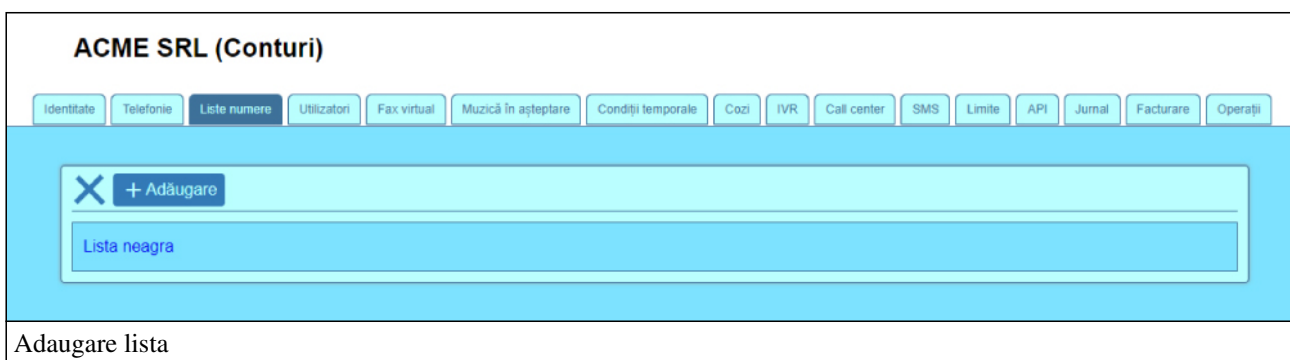 ACME SRL (Conturi)
Identitate Telefonie Liste numere Utilizatori Fax virtual Muzică în așteptare Condiții temporale Cozi IVR Call center SMS Limite API Jurnal Facturare Operații
+ Adăugare
Lista neagra
Adaugare lista